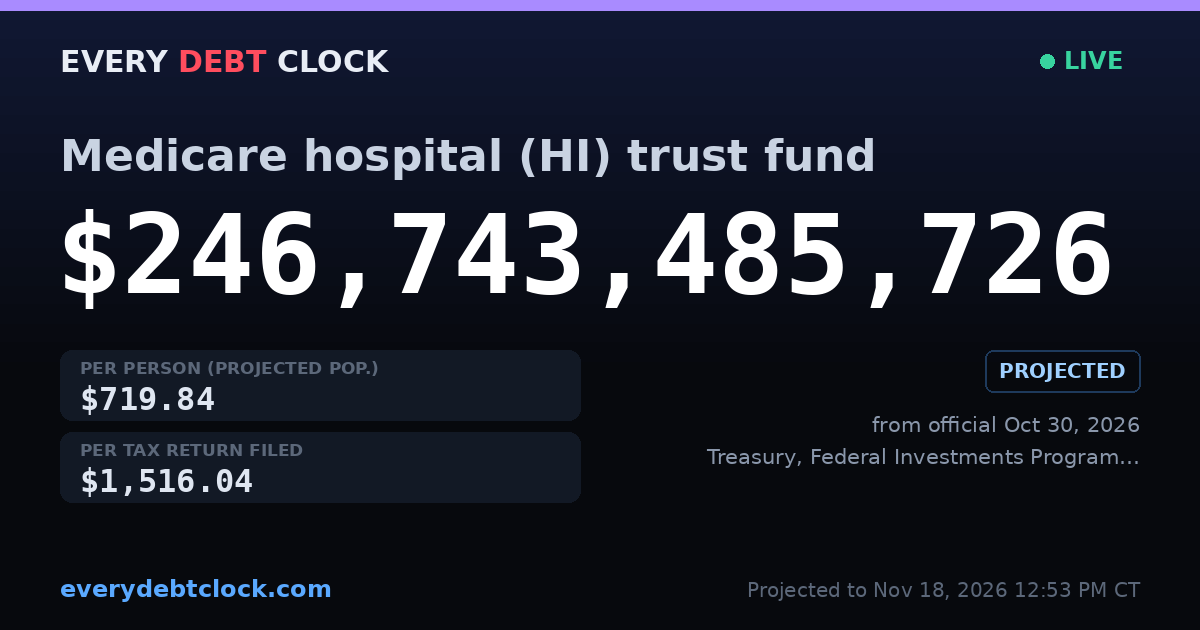 EVERY DEBT CLOCK
LIVE
Medicare hospital (HI) trust fund
$246,743,485,726
PER PERSON (PROJECTED POP.)
$719.84
PER TAX RETURN FILED
$1,516.04
PROJECTED
from official Oct 30, 2026
Treasury, Federal Investments Program…
everydebtclock.com
Projected to Nov 18, 2026 12:53 PM CT